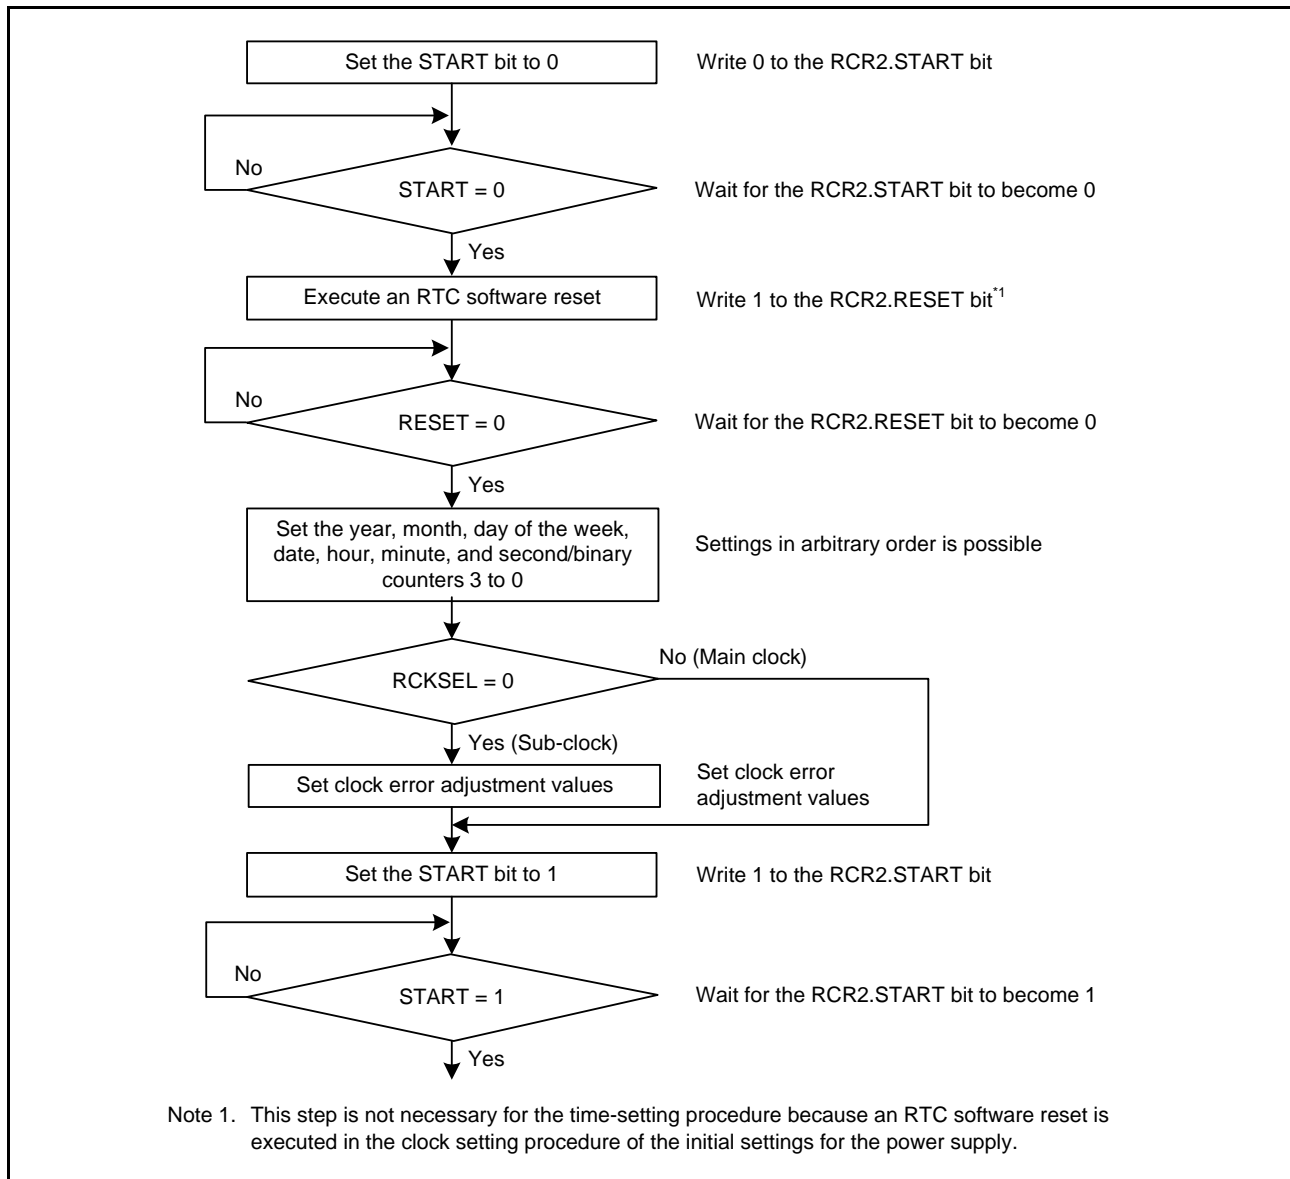 Set the START bit to 0
Write 0 to the RCR2.START bit
No
START = 0
Wait for the RCR2.START bit to become 0
Yes
Execute an RTC software reset
Write 1 to the RCR2.RESET bit*1
No
RESET = 0
Wait for the RCR2.RESET bit to become 0
Yes
Set the year, month, day of the week,
date, hour, minute, and second/binary
counters 3 to 0
Settings in arbitrary order is possible
No (Main clock)
RCKSEL = 0
Yes (Sub-clock)
Set clock error adjustment values
Set clock error
adjustment values
Set the START bit to 1
Write 1 to the RCR2.START bit
No
START = 1
Wait for the RCR2.START bit to become 1
Yes
Note 1. This step is not necessary for the time-setting procedure because an RTC software reset is
executed in the clock setting procedure of the initial settings for the power supply.